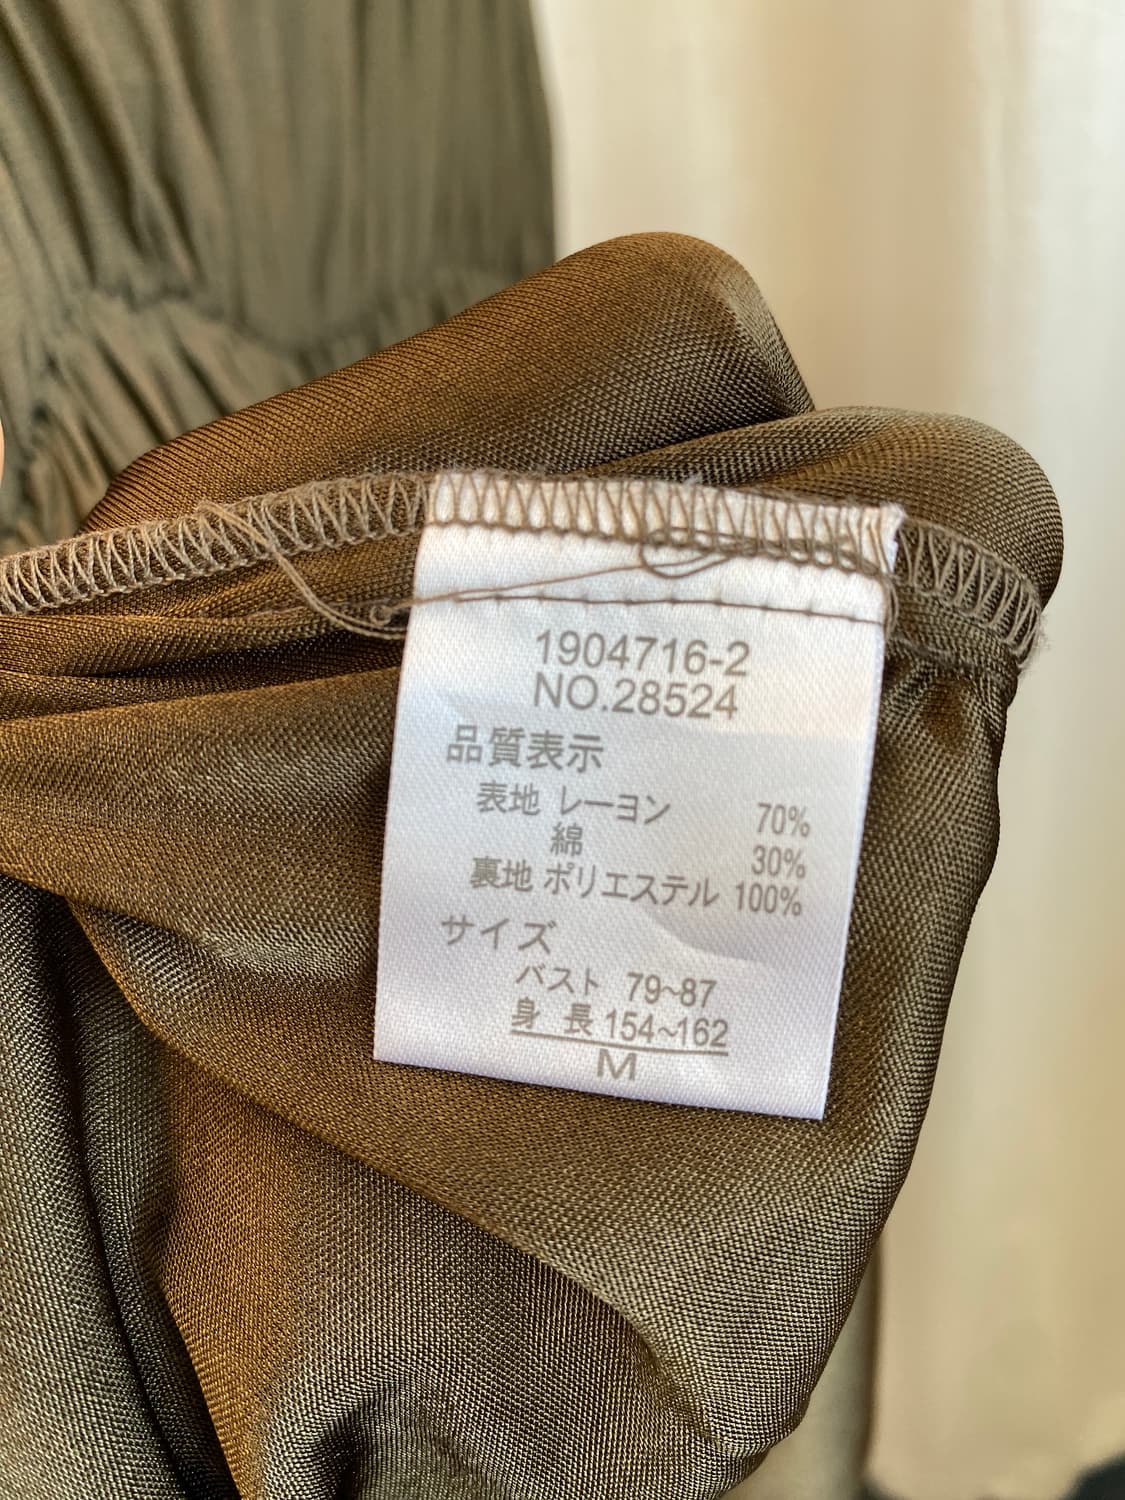 1904716-2
NO.28524
品質表示
表地 レーヨン 70%
綿 30%
裏地 ポリエステル 100%
サイズ
バスト 79~87
身 長 154~162
M